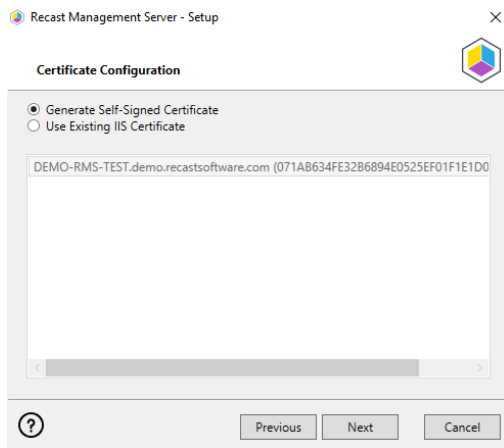 Recast Management Server - Setup
Certificate Configuration
Generate Self-Signed Certificate
Use Existing IIS Certificate
DEMO-RMS-TEST.demo.recastsoftware.com (071AB634FE32B6894E0525EF01F1E1D0
?
Previous
Next
Cancel